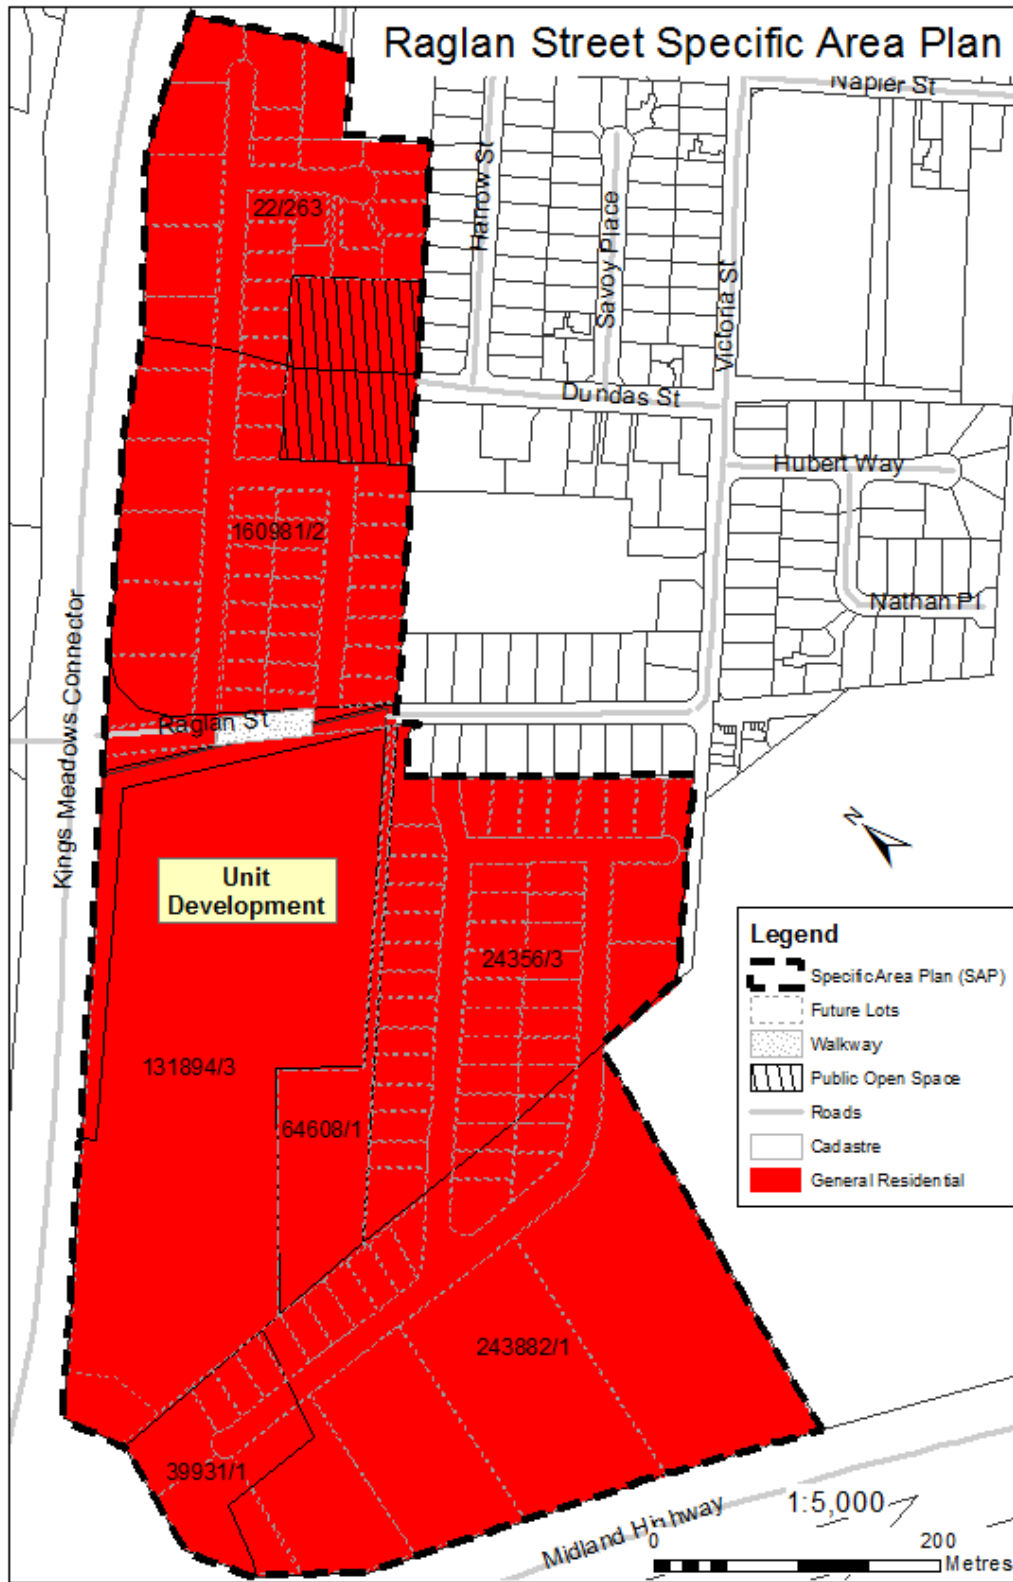 Raglan Street Specific Area Plan
Napier St
Harrow St
Savoy Place
Victoria St
22/263
Dundas St
Hubert Way
160981/2
Nathan Pl
Kings Meadows Connector
Raglan St
N
Unit
Development
24356/3
131894/3
64608/1
243882/1
39931/1
Midland Highway
Legend
Specific Area Plan (SAP)
Future Lots
Walkway
Public Open Space
Roads
Cadastre
General Residential
1:5,000
0 200
Metres